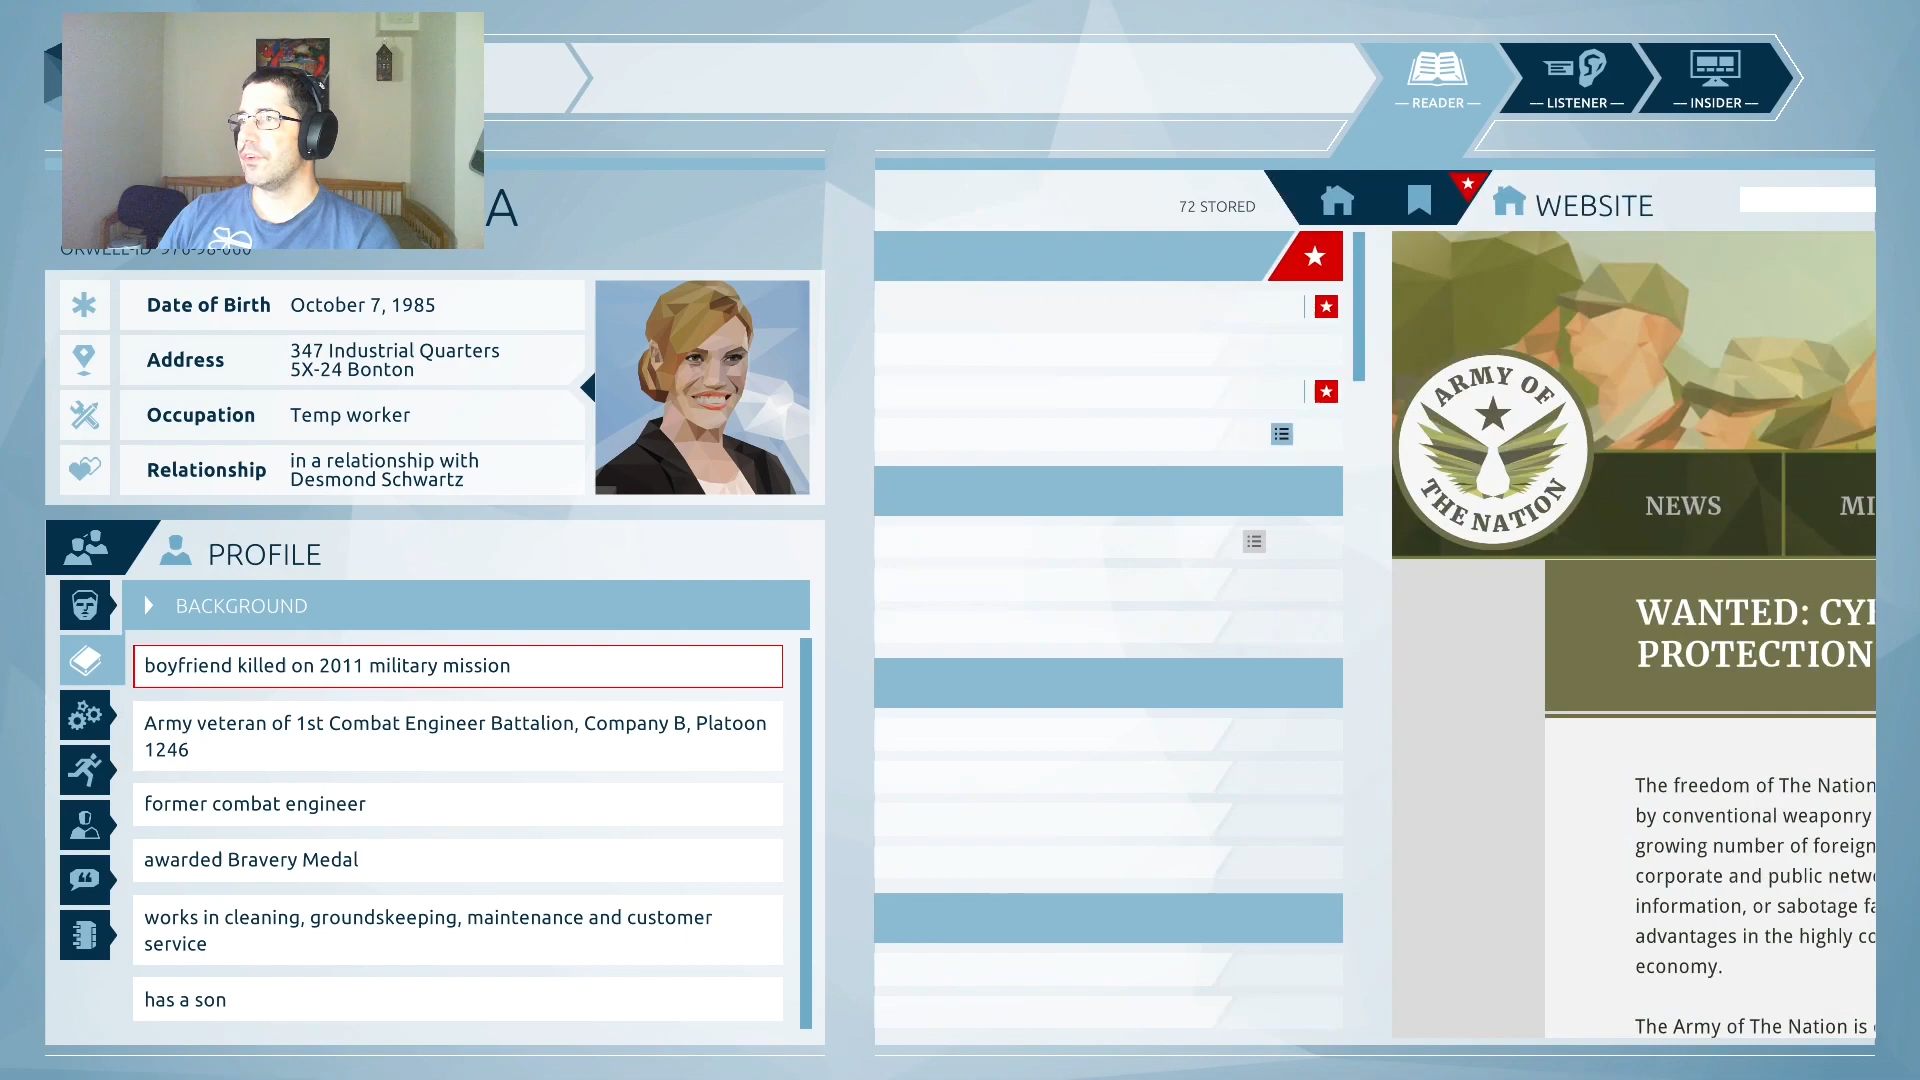 — READER —
— LISTENER —
— INSIDER —
A
72 STORED
WEBSITE
Date of Birth October 7, 1985
Address 347 Industrial Quarters
5X-24 Bonton
Occupation Temp worker
Relationship in a relationship with
Desmond Schwartz
PROFILE
BACKGROUND
boyfriend killed on 2011 military mission
Army veteran of 1st Combat Engineer Battalion, Company B, Platoon
1246
former combat engineer
awarded Bravery Medal
works in cleaning, groundskeeping, maintenance and customer
service
has a son
ARMY OF
THE NATION
NEWS
MI
WANTED:
PROTECTION
The freedom of The Nation
by conventional weaponry
growing number of foreign
corporate and public
information, or sabotage
advantages in the highly
economy.
The Army of The Nation is